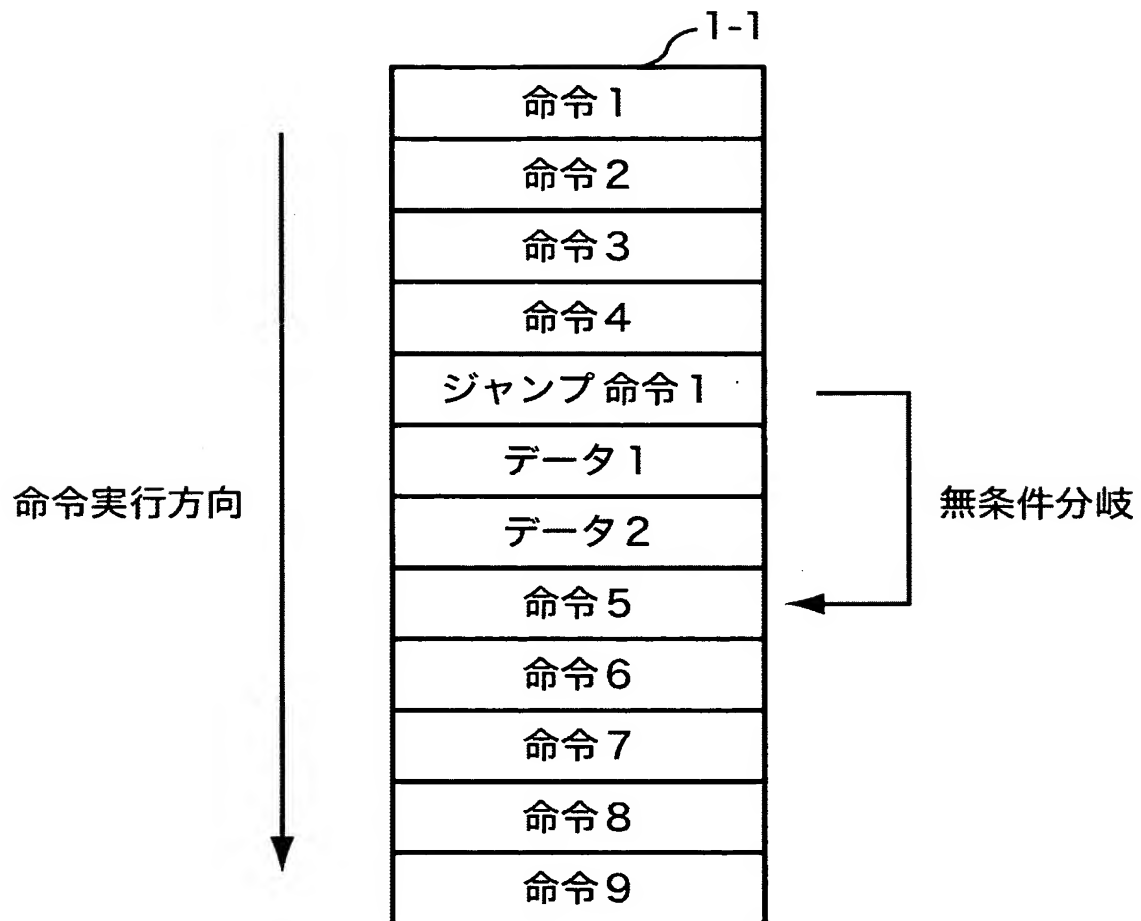 1-1
命令1
命令2
命令3
命令4
ジャンプ命令1
データ1
命令実行方向
データ2
無条件分岐
命令5
命令6
命令7
命令8
命令9